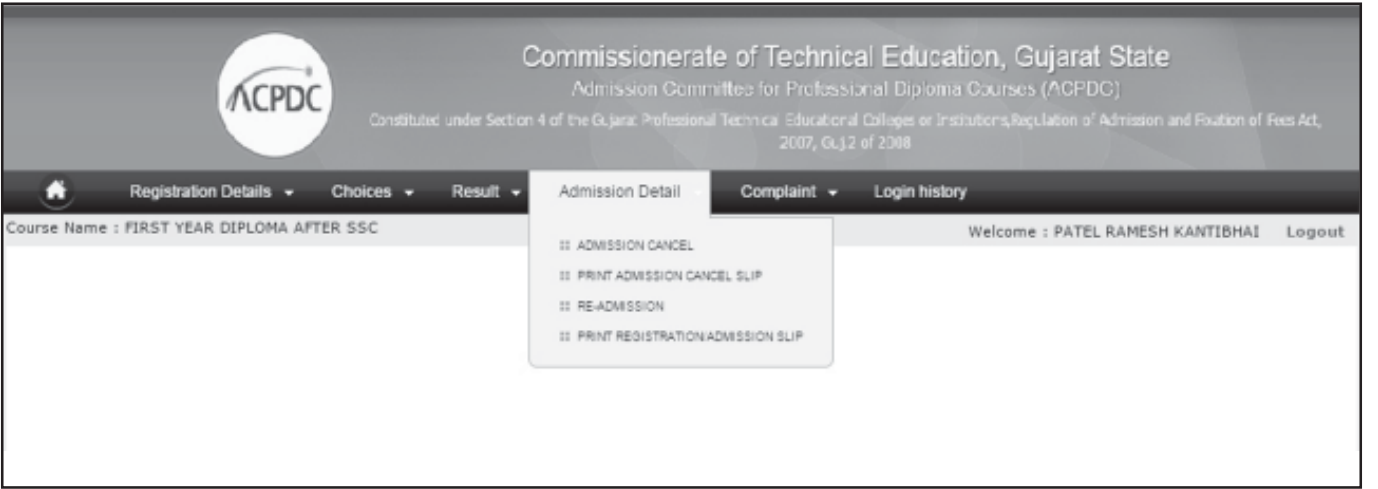 ACPDC
Commissionerate of Technical Education, Gujarat State
Admission Committee for Professional Diploma Courses (ACPDC)
Constituted under Section 4 of the Gujarat Professional Technical Educational Colleges or Institutions,Regulation of Admission and Fixation of Fees Act,
2007, Guj.2 of 2008
Registration Details Choices Result Admission Detail Complaint Login history
Course Name : FIRST YEAR DIPLOMA AFTER SSC
Welcome : PATEL RAMESH KANTIBHAI Logout
ADMISSION CANCEL
PRINT ADMISSION CANCEL SLIP
RE-ADMISSION
PRINT REGISTRATION/ADMISSION SLIP